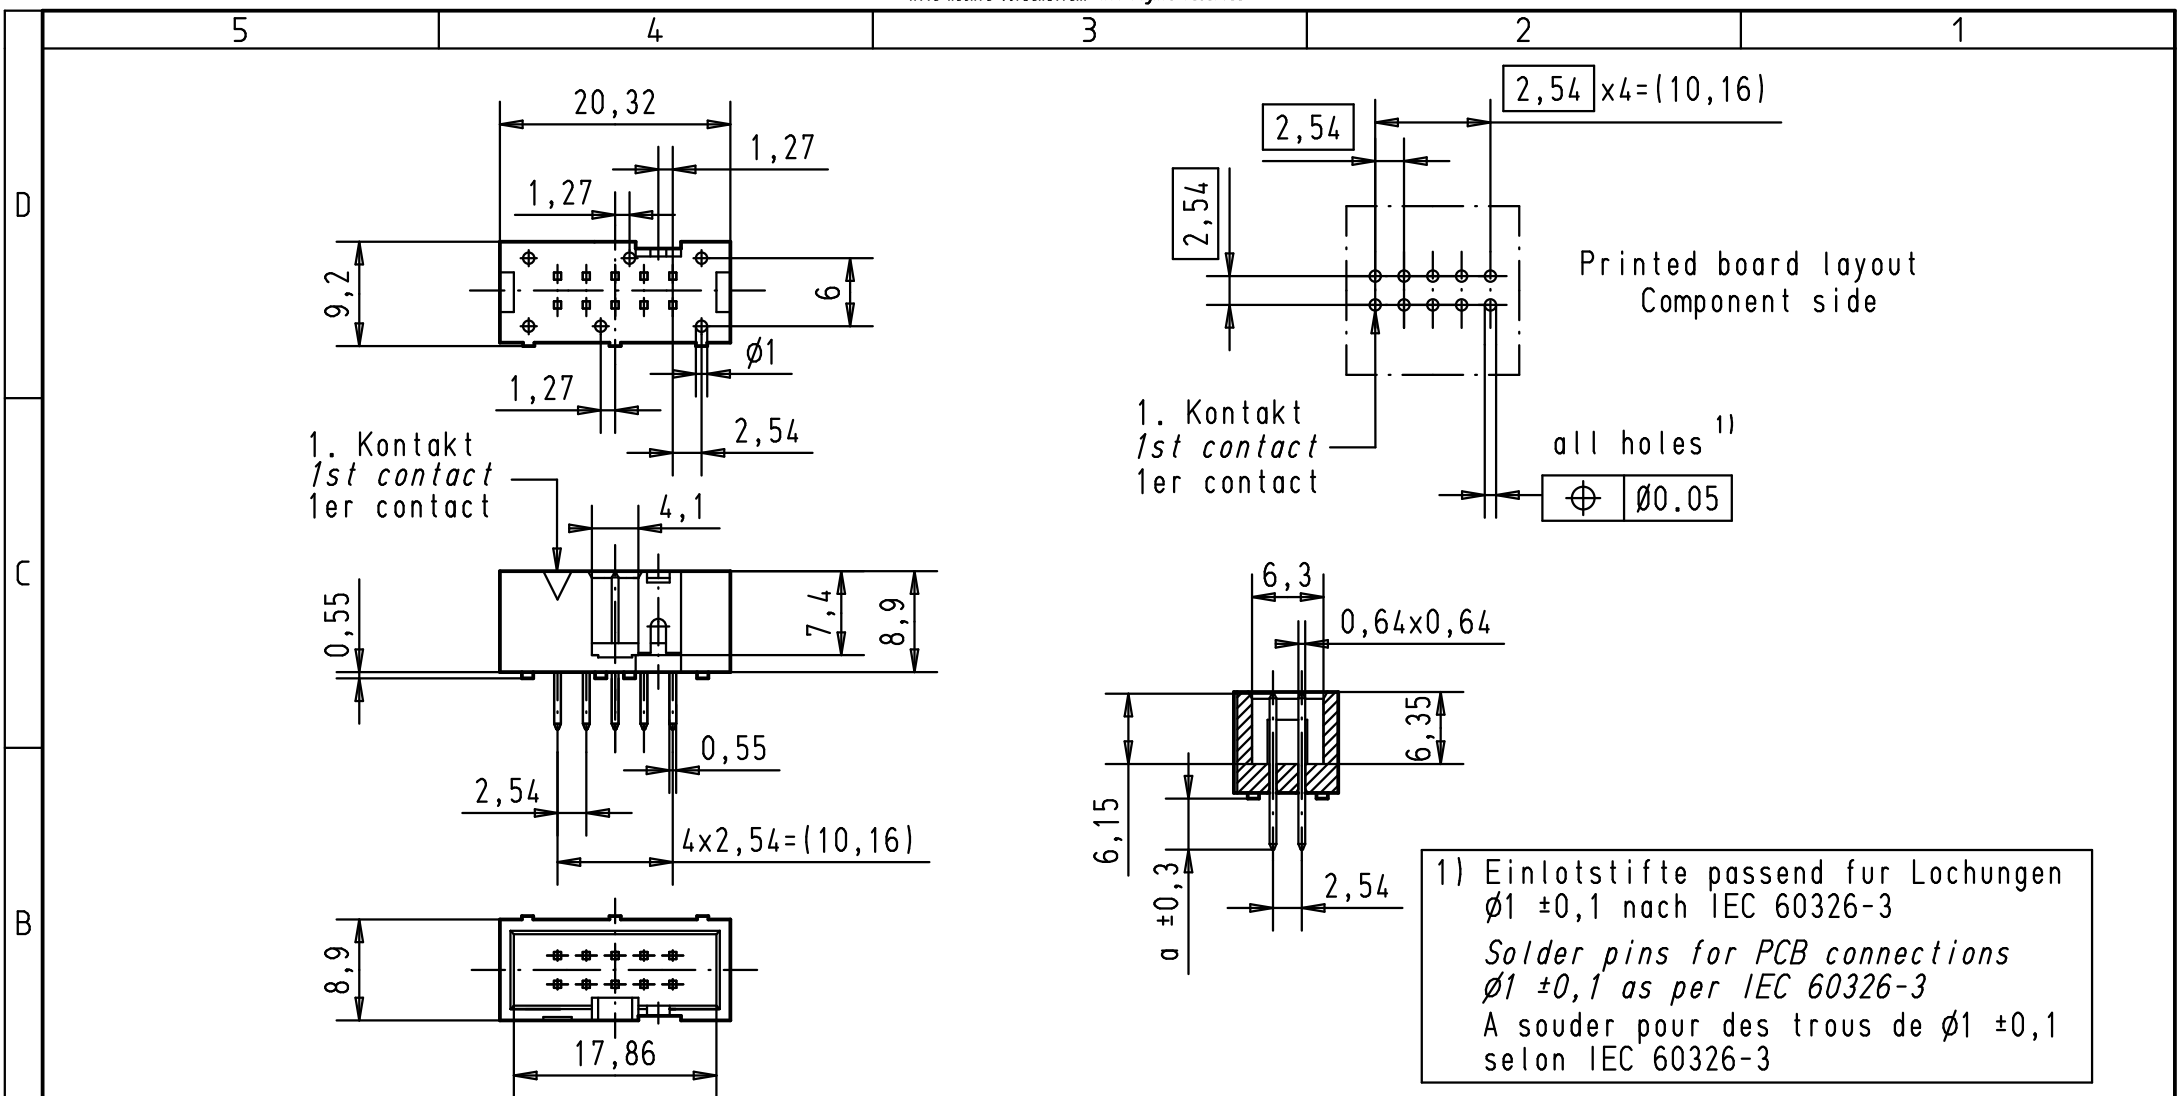 5 4 3 2 1
D
C
B
20,32
1,27
1,27
9,2
6
ø1
1,27
2,54
1. Kontakt
1st contact
1er contact
4,1
0,55
7,4
8,9
0,55
2,54
4x2,54=(10,16)
8,9
17,86
2,54 x4=(10,16)
2,54
2,54
Printed board layout
Component side
1. Kontakt
1st contact
1er contact
all holes 1)
⌖ Ø0.05
6,3
0,64x0,64
6,15
6,35
a ±0,3
2,54
1) Einlotstifte passend fur Lochungen
ø1 ±0,1 nach IEC 60326-3
Solder pins for PCB connections
ø1 ±0,1 as per IEC 60326-3
A souder pour des trous de ø1 ±0,1
selon IEC 60326-3